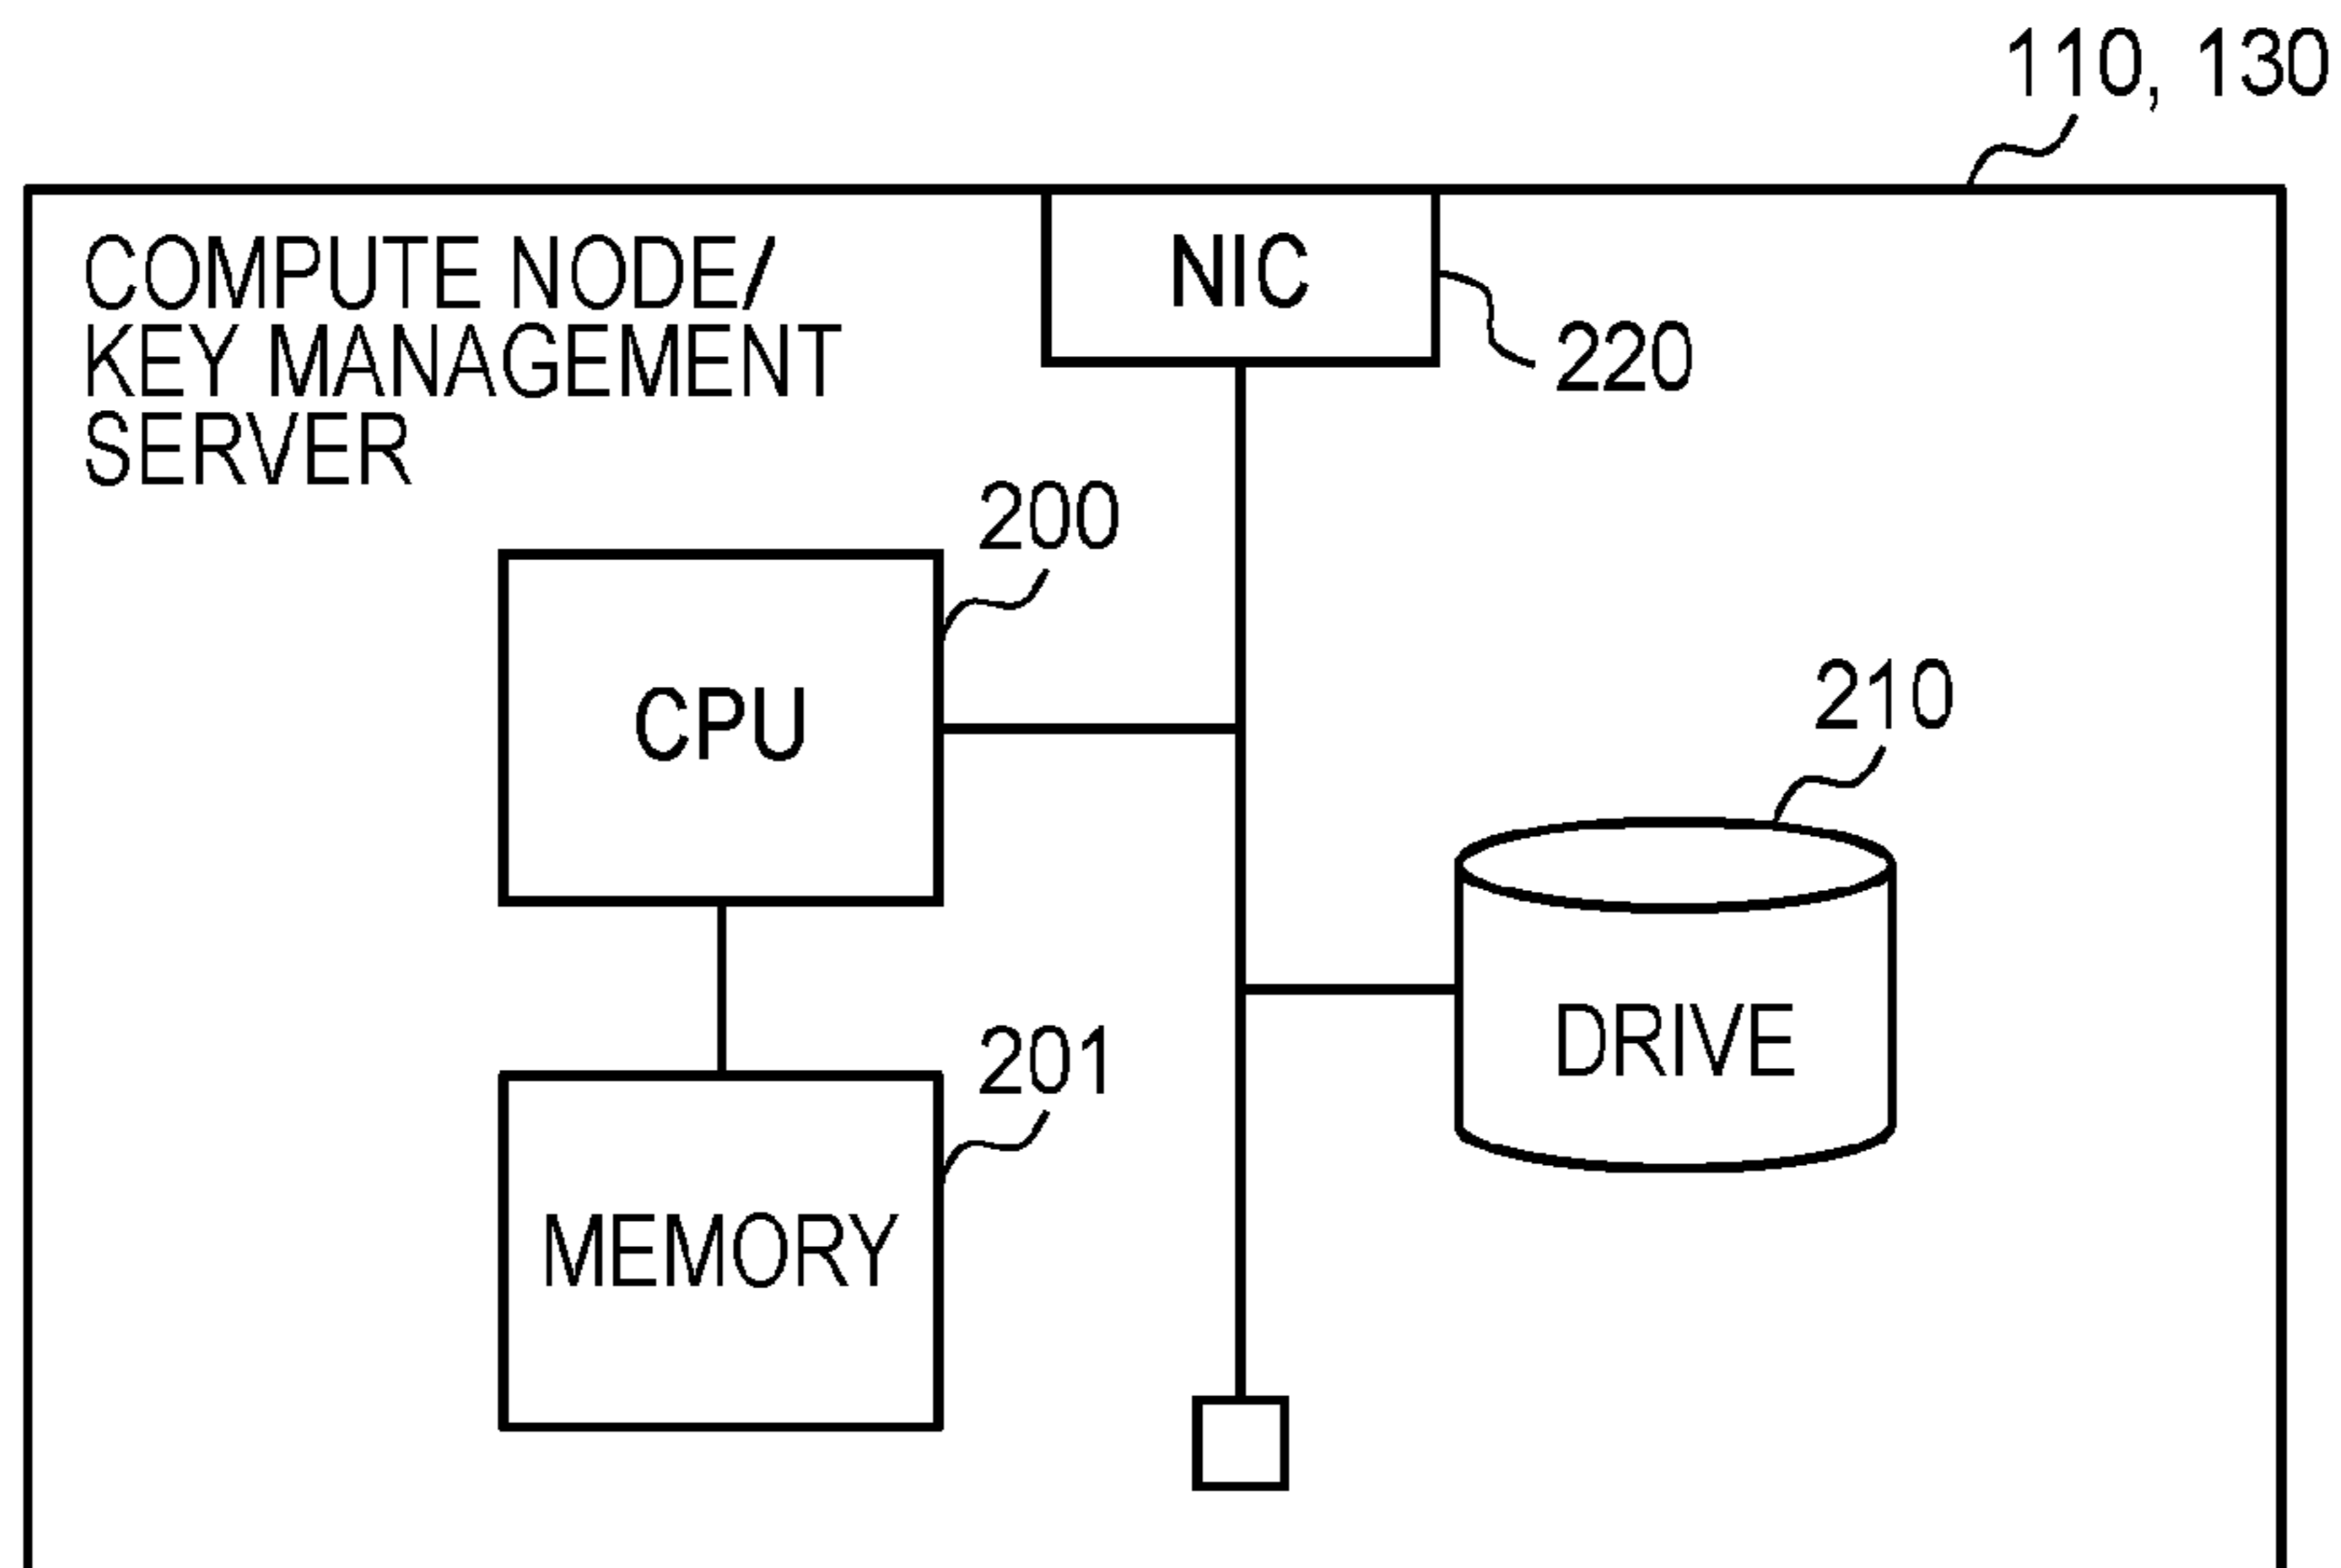 110, 130
COMPUTE NODE/
KEY MANAGEMENT
SERVER
NIC
220
200
CPU
210
DRIVE
201
MEMORY